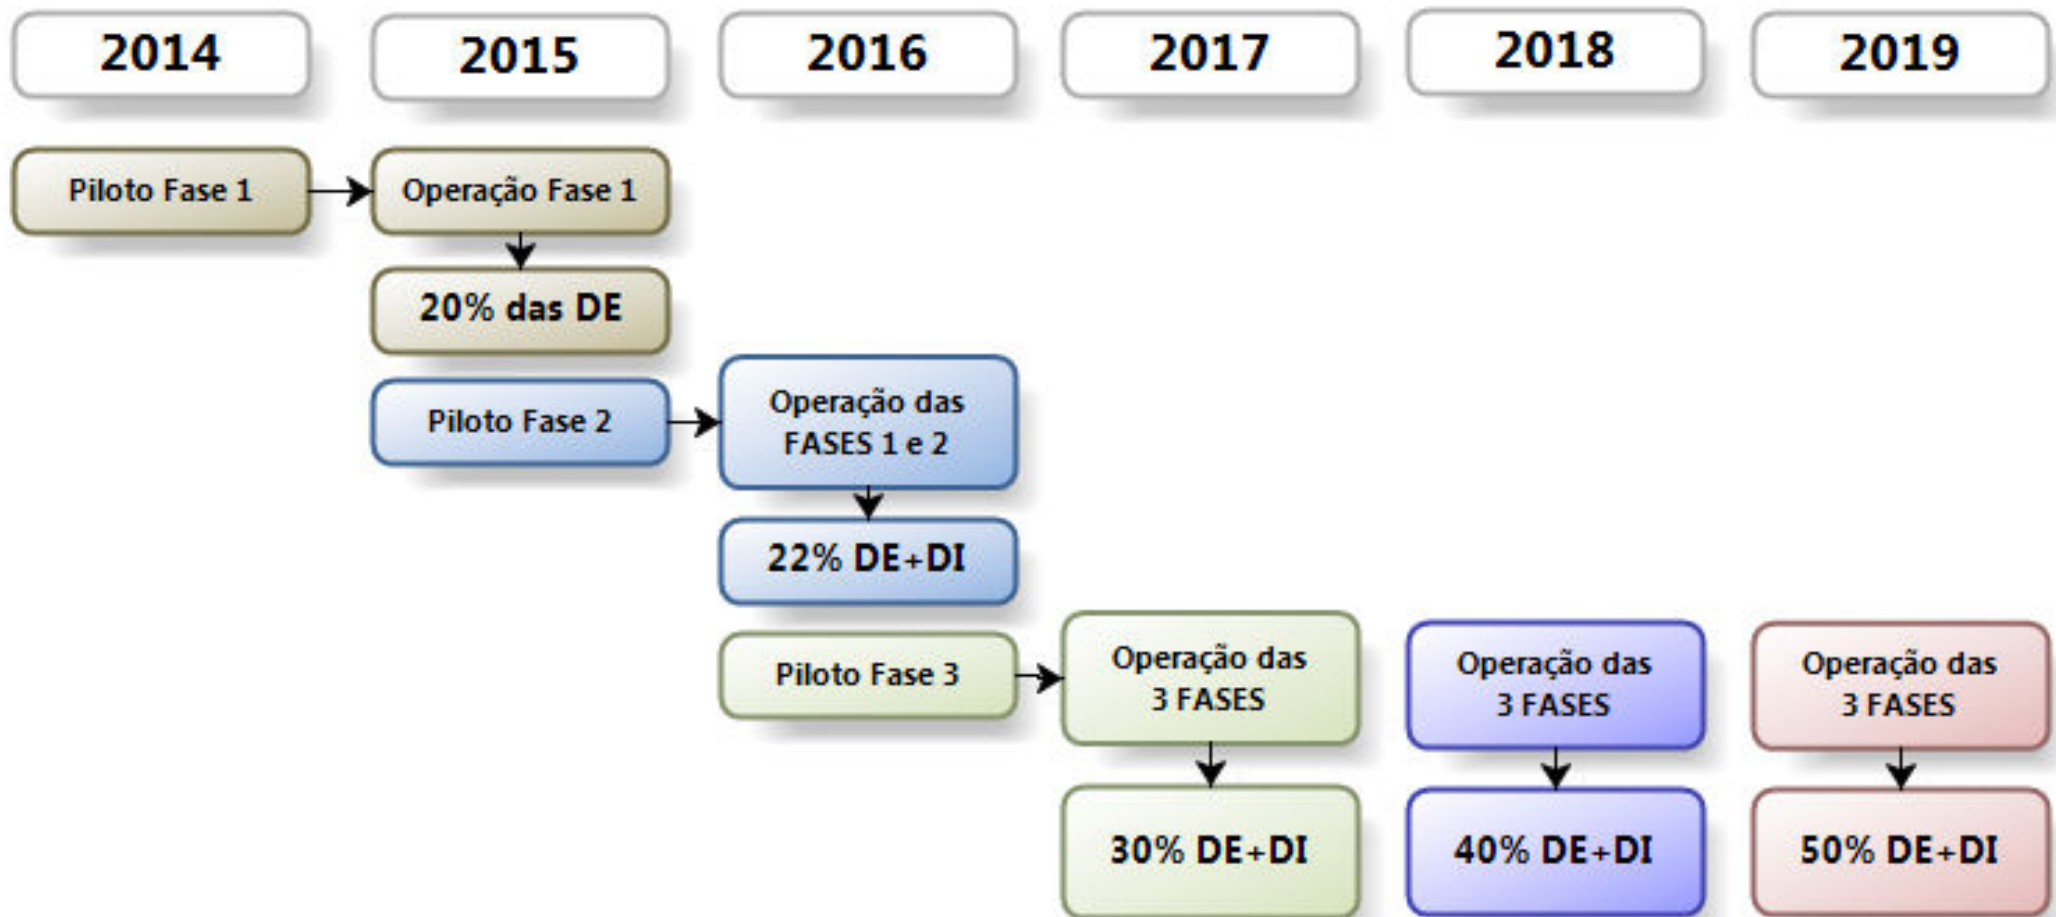 2014
2015
2016
2017
2018
2019
Piloto Fase 1
Operação Fase 1
20% das DE
Piloto Fase 2
Operação das
FASES 1 e 2
22% DE+DI
Piloto Fase 3
Operação das
3 FASES
30% DE+DI
Operação das
3 FASES
40% DE+DI
Operação das
3 FASES
50% DE+DI